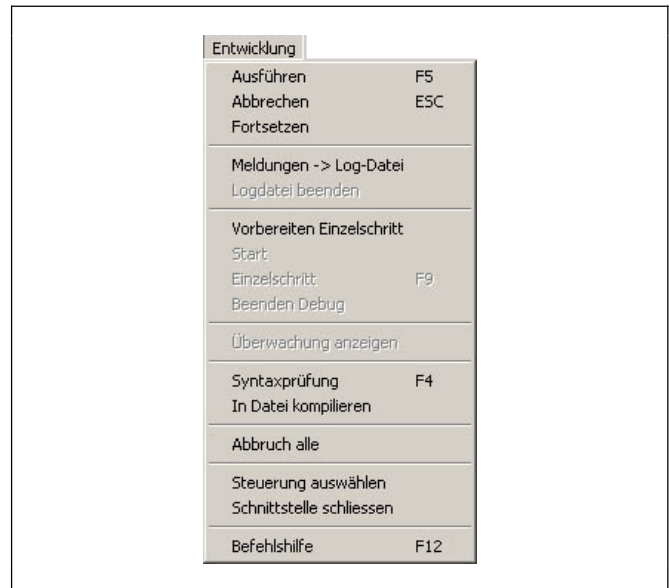 Entwicklung
Ausführen F5
Abbrechen ESC
Fortsetzen
Meldungen -> Log-Datei
Logdatei beenden
Vorbereiten Einzelschritt
Start
Einzelschritt F9
Beenden Debug
Überwachung anzeigen
Syntaxprüfung F4
In Datei kompilieren
Abbruch alle
Steuerung auswählen
Schnittstelle schliessen
Befehlshilfe F12